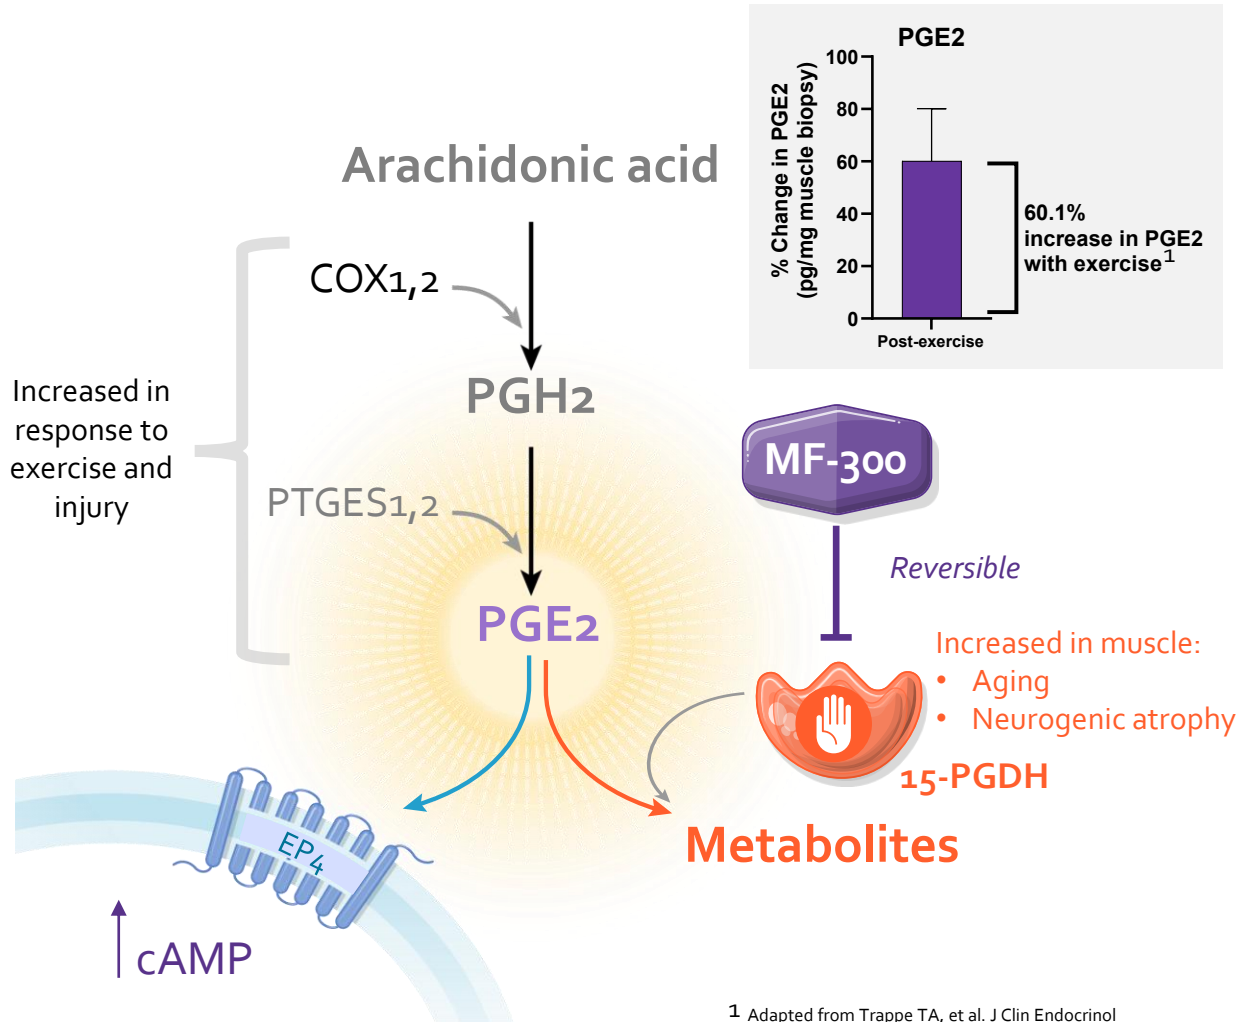 PGE2
% Change in PGE2
(pg/mg muscle biopsy)
100
80
60
40
20
0
Post-exercise
60.1%
increase in PGE2
with exercise¹
Arachidonic acid
COX1,2
PGH2
PTGES1,2
PGE2
Increased in
response to
exercise and
injury
MF-300
Reversible
Increased in muscle:
• Aging
• Neurogenic atrophy
15-PGDH
Metabolites
EP4
cAMP
1 Adapted from Trappe TA, et al. J Clin Endocrinol